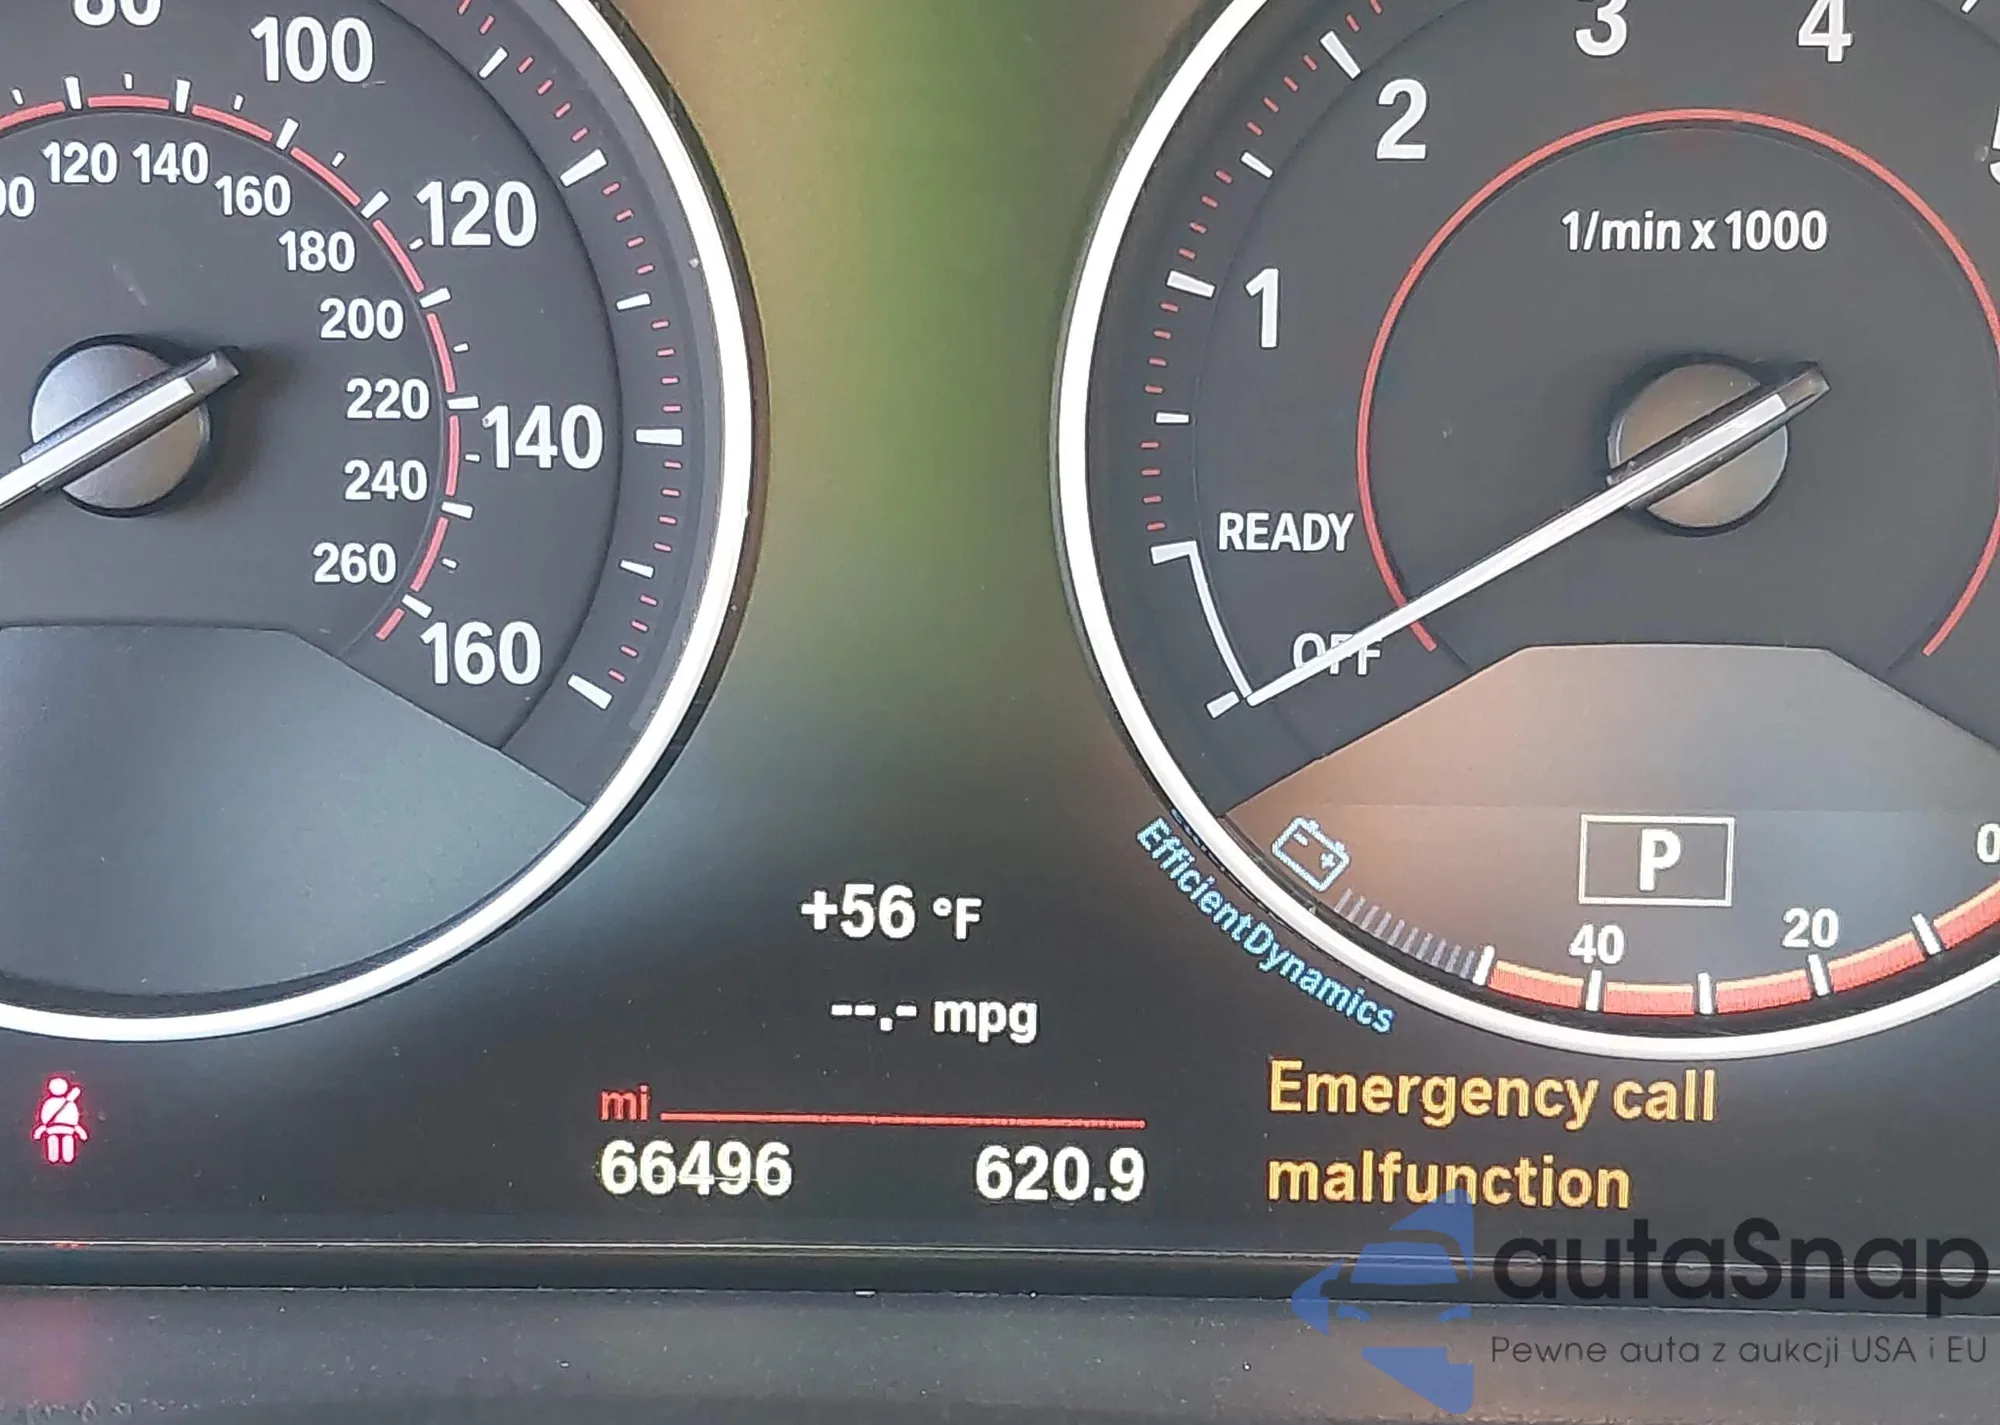 80
100
120
140
160
120
140
160
180
200
220
240
260
1
2
3
4
1/min x 1000
READY
OFF
P
40
20
0
EfficientDynamics
+56 °F
--.- mpg
mi
66496 620.9
Emergency call
malfunction
autaSnap
Pewne auta z aukcji USA i EU